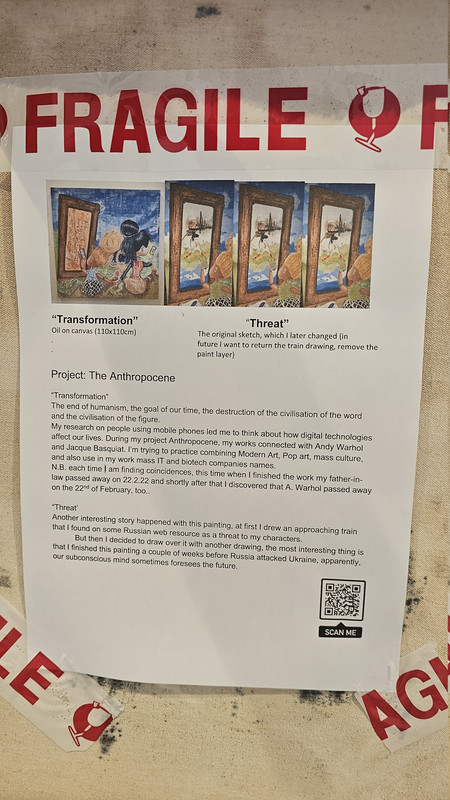 FRAGILE
F
"Transformation"
Oil on canvas (110x110cm)
.
.
"Threat"
The original sketch, which I later changed (in
future I want to return the train drawing, remove the
paint layer)
Project: The Anthropocene
"Transformation"
The end of humanism, the goal of our time, the destruction of the civilisation of the word
and the civilisation of the figure.
My research on people using mobile phones led me to think about how digital technologies
affect our lives. During my project Anthropocene, my works connected with Andy Warhol
and Jacque Basquiat. I'm trying to practice combining Modern Art, Pop art, mass culture,
and also use in my work mass IT and biotech companies names.
N.B. each time I am finding coincidences, this time when I finished the work my father-in-
law passed away on 22.2.22 and shortly after that I discovered that A. Warhol passed away
on the 22nd of February, too..
'Threat'
Another interesting story happened with this painting, at first I drew an approaching train
that I found on some Russian web resource as a threat to my characters.
But then I decided to draw over it with another drawing, the most interesting thing is
that I finished this painting a couple of weeks before Russia attacked Ukraine, apparently,
our subconscious mind sometimes foresees the future.
SCAN ME
LE
AGI